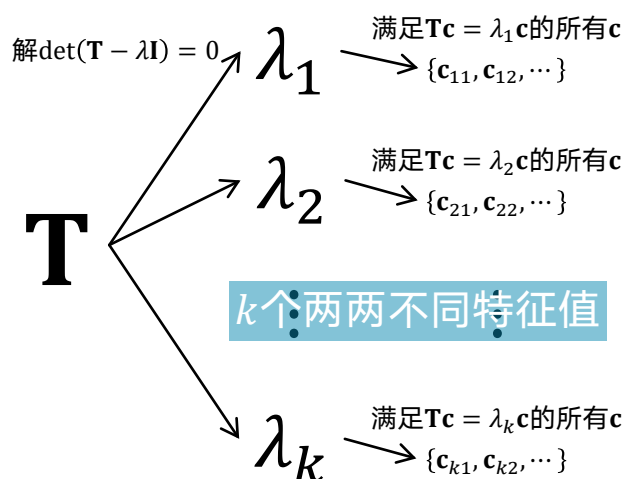 解det(𝐓 − λ𝐈) = 0
λ₁
满足𝐓𝐜 = λ₁𝐜的所有𝐜
{𝐜₁₁, 𝐜₁₂, ⋯ }
λ₂
满足𝐓𝐜 = λ₂𝐜的所有𝐜
{𝐜₂₁, 𝐜₂₂, ⋯ }
𝐓
k个两两不同特征值
λₖ
满足𝐓𝐜 = λₖ𝐜的所有𝐜
{𝐜ₖ₁, 𝐜ₖ₂, ⋯ }